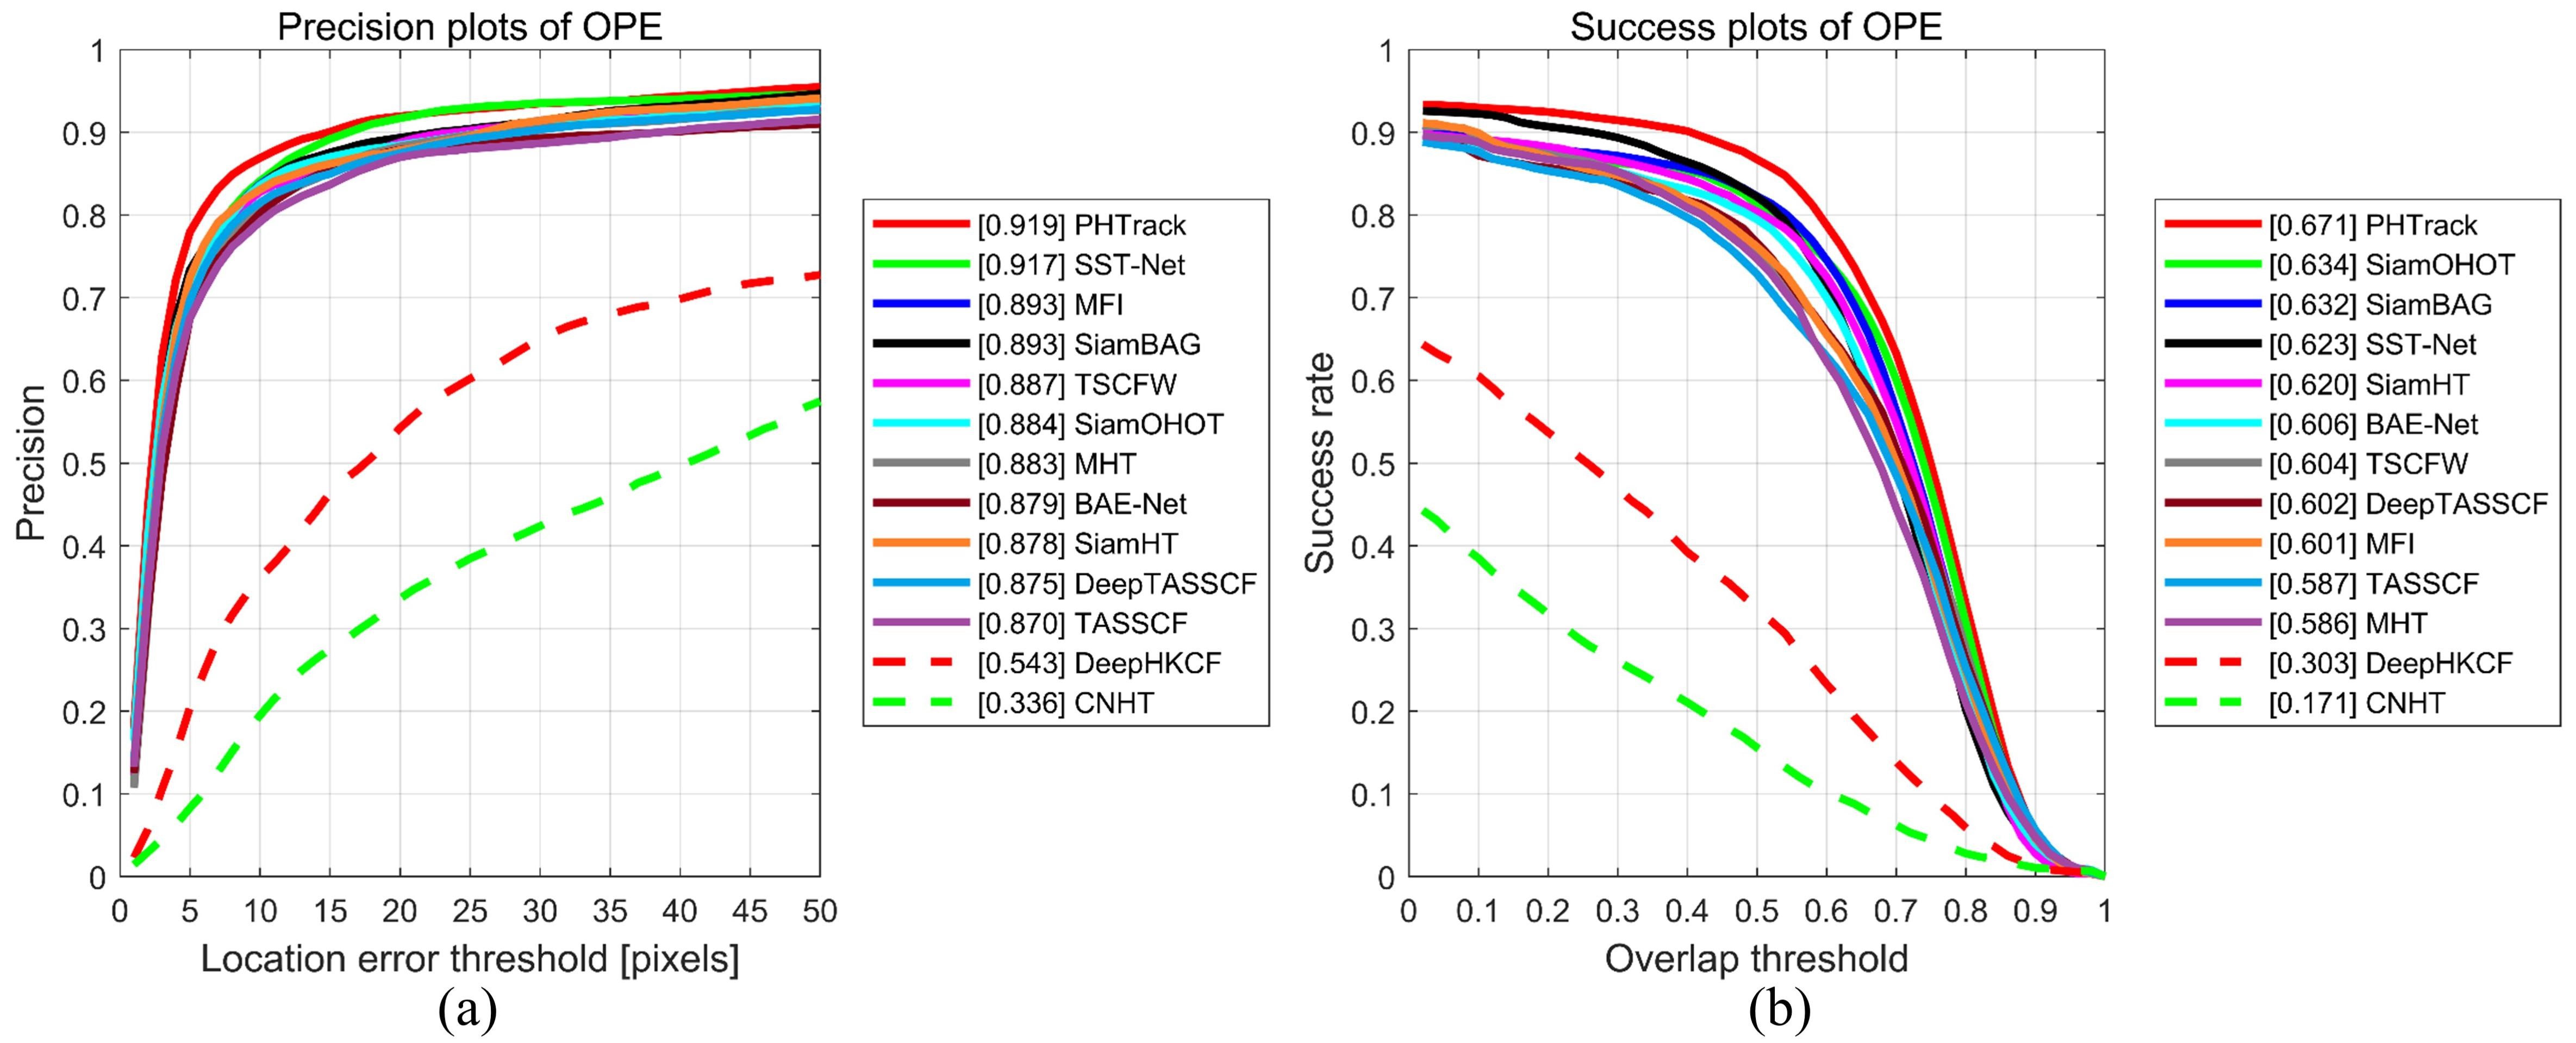 Precision plots of OPE
1
0.9
0.8
0.7
0.6
0.5
0.4
0.3
0.2
0.1
0
Precision
0 5 10 15 20 25 30 35 40 45 50
Location error threshold [pixels]
(a)
[0.919] PHTrack
[0.917] SST-Net
[0.893] MFI
[0.893] SiamBAG
[0.887] TSCFW
[0.884] SiamOHOT
[0.883] MHT
[0.879] BAE-Net
[0.878] SiamHT
[0.875] DeepTASSCF
[0.870] TASSCF
[0.543] DeepHKCF
[0.336] CNHT
Success plots of OPE
1
0.9
0.8
0.7
0.6
0.5
0.4
0.3
0.2
0.1
0
Success rate
0 0.1 0.2 0.3 0.4 0.5 0.6 0.7 0.8 0.9 1
Overlap threshold
(b)
[0.671] PHTrack
[0.634] SiamOHOT
[0.632] SiamBAG
[0.623] SST-Net
[0.620] SiamHT
[0.606] BAE-Net
[0.604] TSCFW
[0.602] DeepTASSCF
[0.601] MFI
[0.587] TASSCF
[0.586] MHT
[0.303] DeepHKCF
[0.171] CNHT